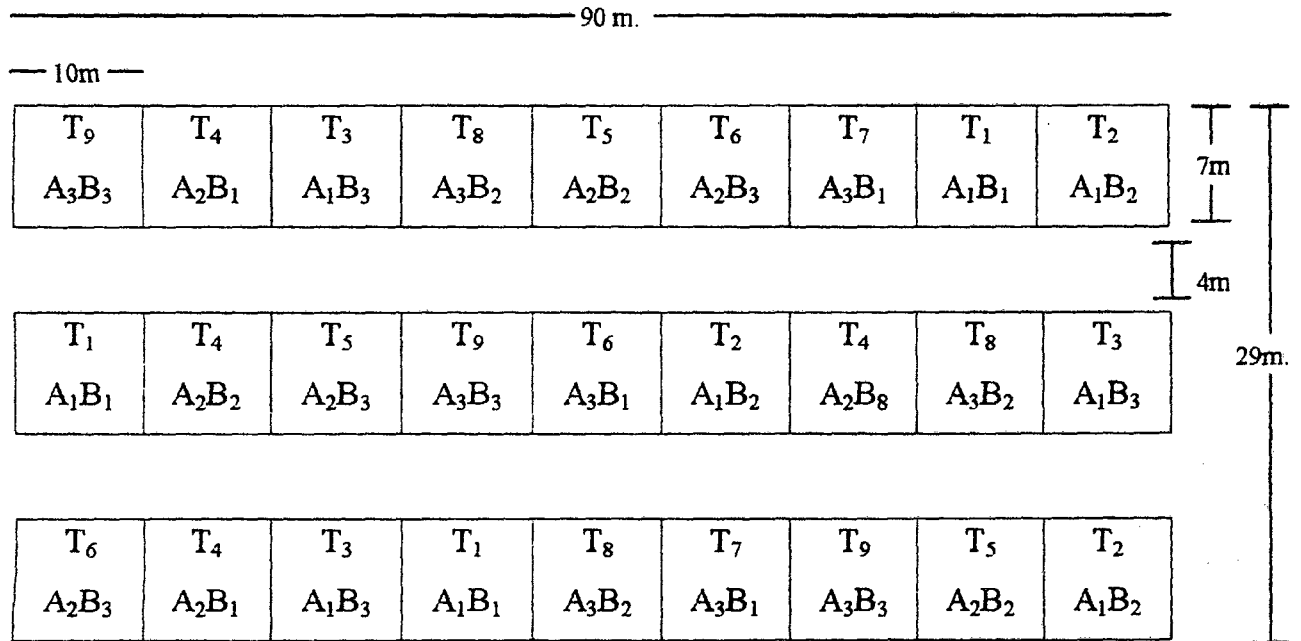 90 m.
10m
T₉ T₄ T₃ T₈ T₅ T₆ T₇ T₁ T₂
A₃B₃ A₂B₁ A₁B₃ A₃B₂ A₂B₂ A₂B₃ A₃B₁ A₁B₁ A₁B₂
7m
4m
T₁ T₄ T₅ T₉ T₆ T₂ T₄ T₈ T₃
29m.
A₁B₁ A₂B₂ A₂B₃ A₃B₃ A₃B₁ A₁B₂ A₂B₈ A₃B₂ A₁B₃
T₆ T₄ T₃ T₁ T₈ T₇ T₉ T₅ T₂
A₂B₃ A₂B₁ A₁B₃ A₁B₁ A₃B₂ A₃B₁ A₃B₃ A₂B₂ A₁B₂